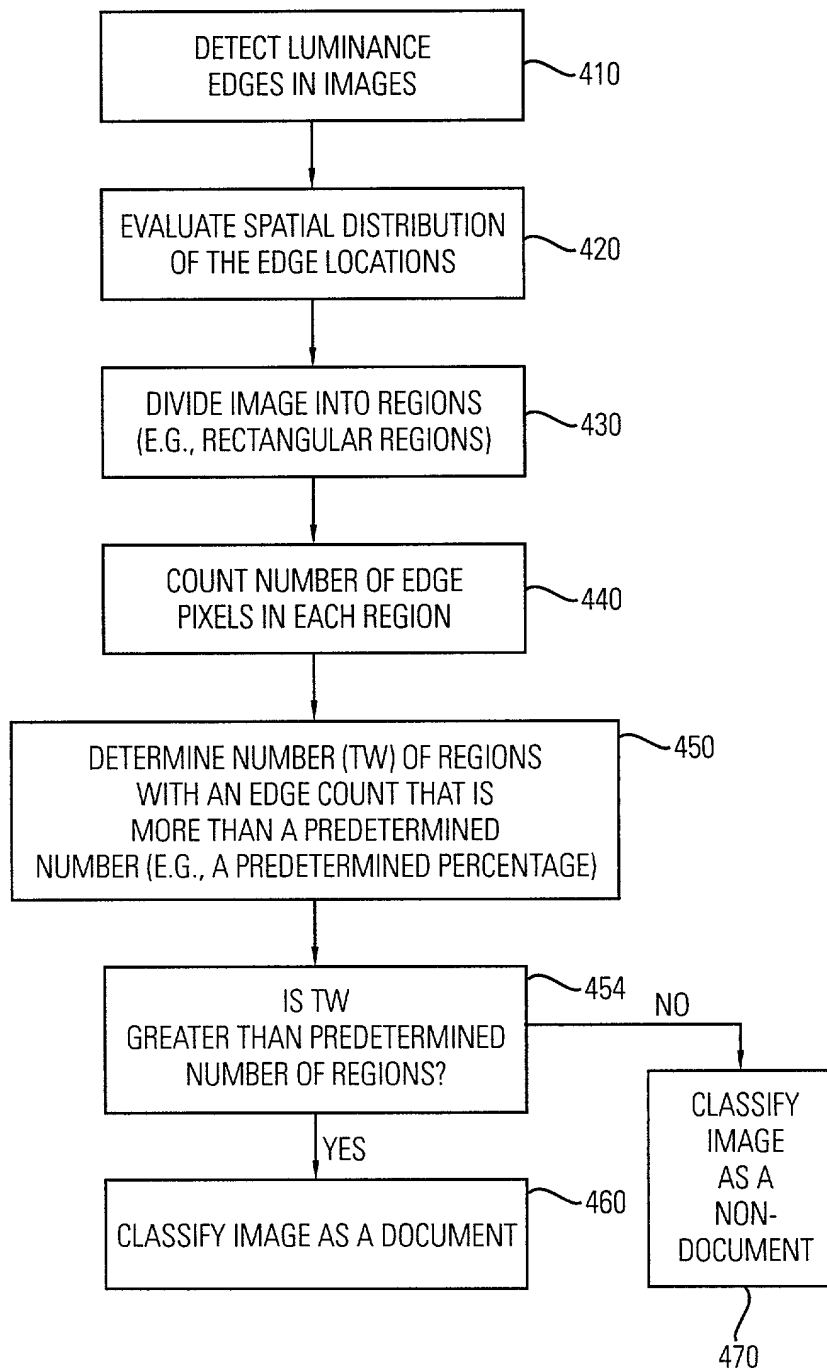 DETECT LUMINANCE
EDGES IN IMAGES
410
EVALUATE SPATIAL DISTRIBUTION
OF THE EDGE LOCATIONS
420
DIVIDE IMAGE INTO REGIONS
(E.G., RECTANGULAR REGIONS)
430
COUNT NUMBER OF EDGE
PIXELS IN EACH REGION
440
DETERMINE NUMBER (TW) OF REGIONS
WITH AN EDGE COUNT THAT IS
MORE THAN A PREDETERMINED
NUMBER (E.G., A PREDETERMINED PERCENTAGE)
450
IS TW
GREATER THAN PREDETERMINED
NUMBER OF REGIONS?
454
NO
YES
CLASSIFY IMAGE AS A DOCUMENT
460
CLASSIFY
IMAGE
AS A
NON-
DOCUMENT
470